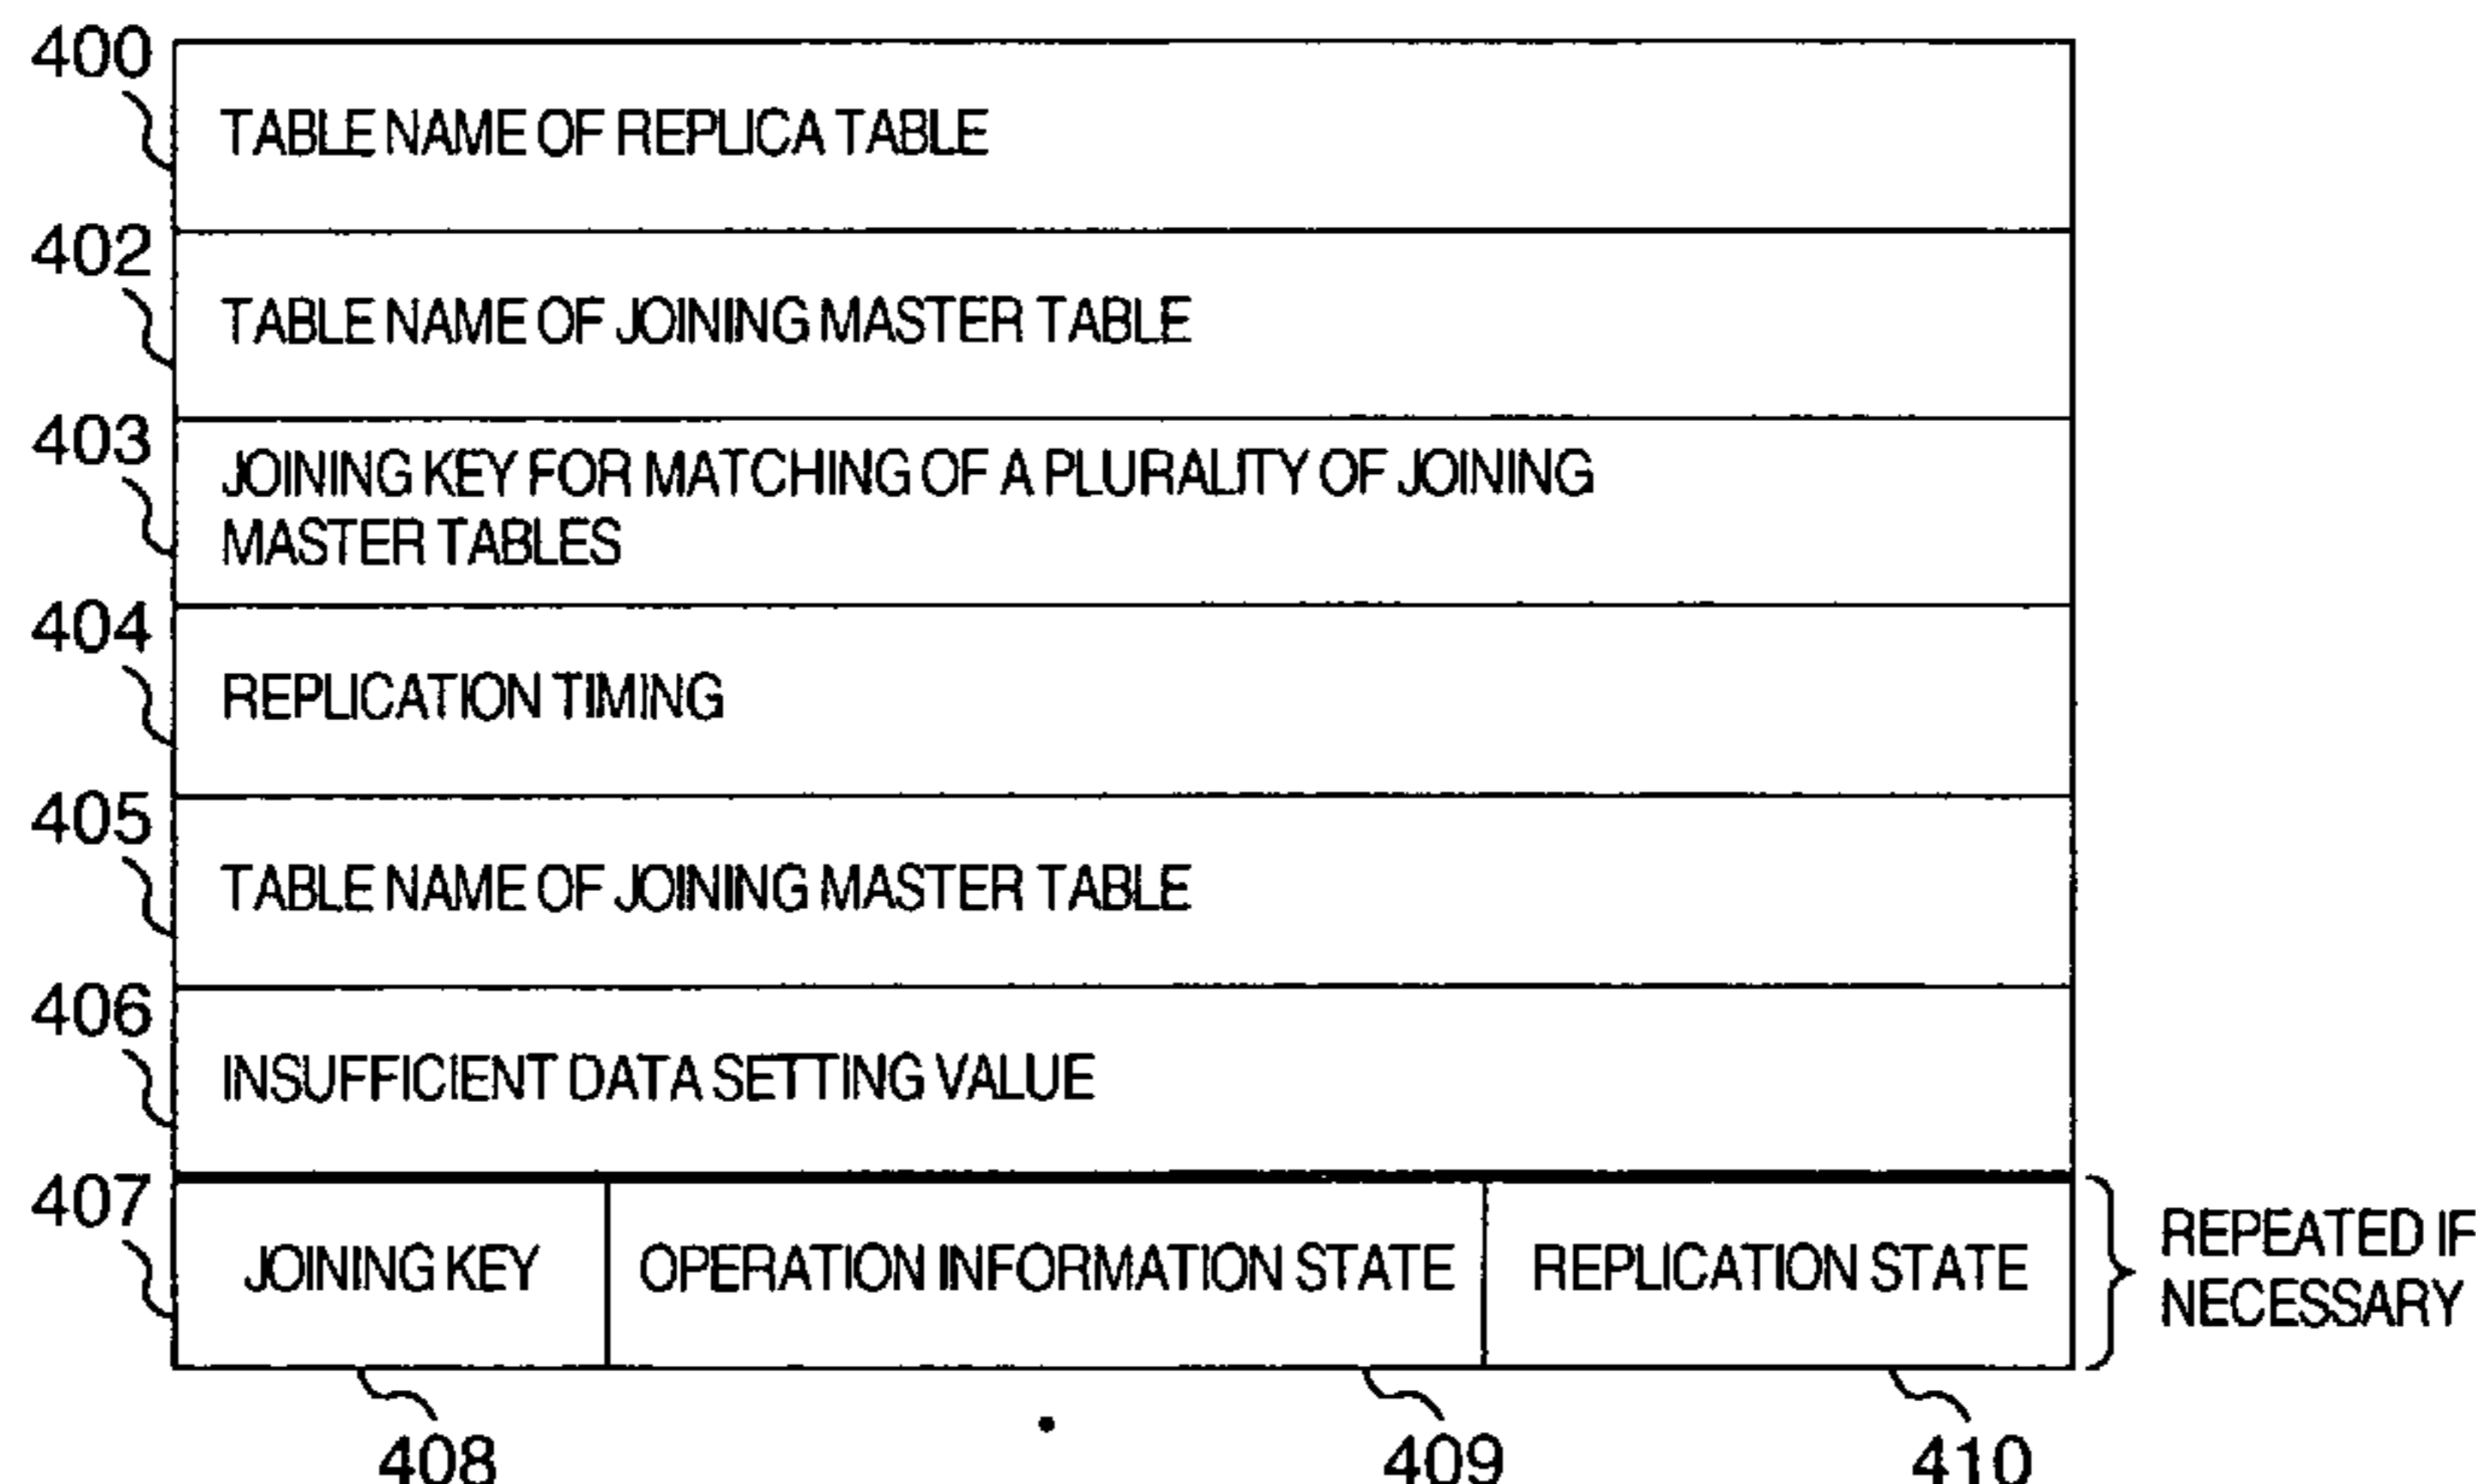 400
TABLE NAME OF REPLICA TABLE
402
TABLE NAME OF JOINING MASTER TABLE
403
JOINING KEY FOR MATCHING OF A PLURALITY OF JOINING
MASTER TABLES
404
REPLICATION TIMING
405
TABLE NAME OF JOINING MASTER TABLE
406
INSUFFICIENT DATA SETTING VALUE
407
JOINING KEY
OPERATION INFORMATION STATE
REPLICATION STATE
REPEATED IF
NECESSARY
408
409
410